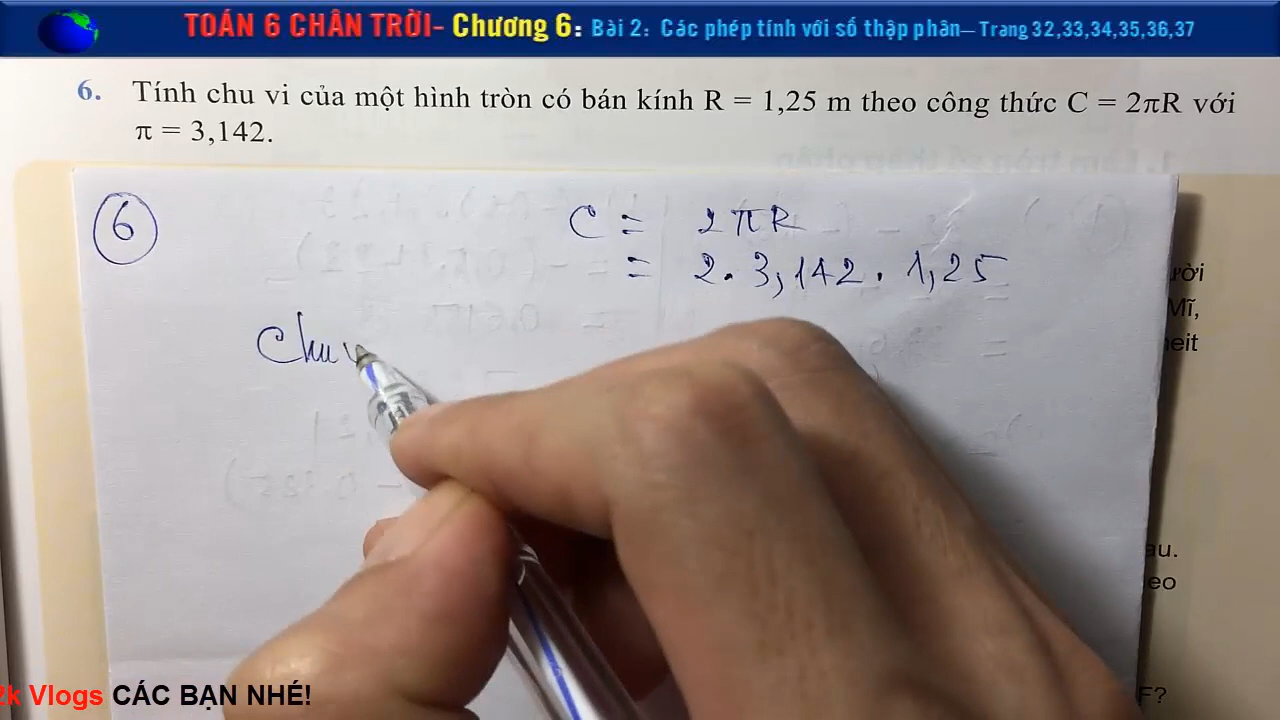 TOÁN 6 CHÂN TRỜI- Chương 6: Bài 2: Các phép tính với số thập phân– Trang 32,33,34,35,36,37
6. Tính chu vi của một hình tròn có bán kính R = 1,25 m theo công thức C = 2πR với
π = 3,142.
6
C = 2πR
= 2.3,142.1,25
Chu v
Mĩ,
2k Vlogs CÁC BẠN NHÉ!
F?